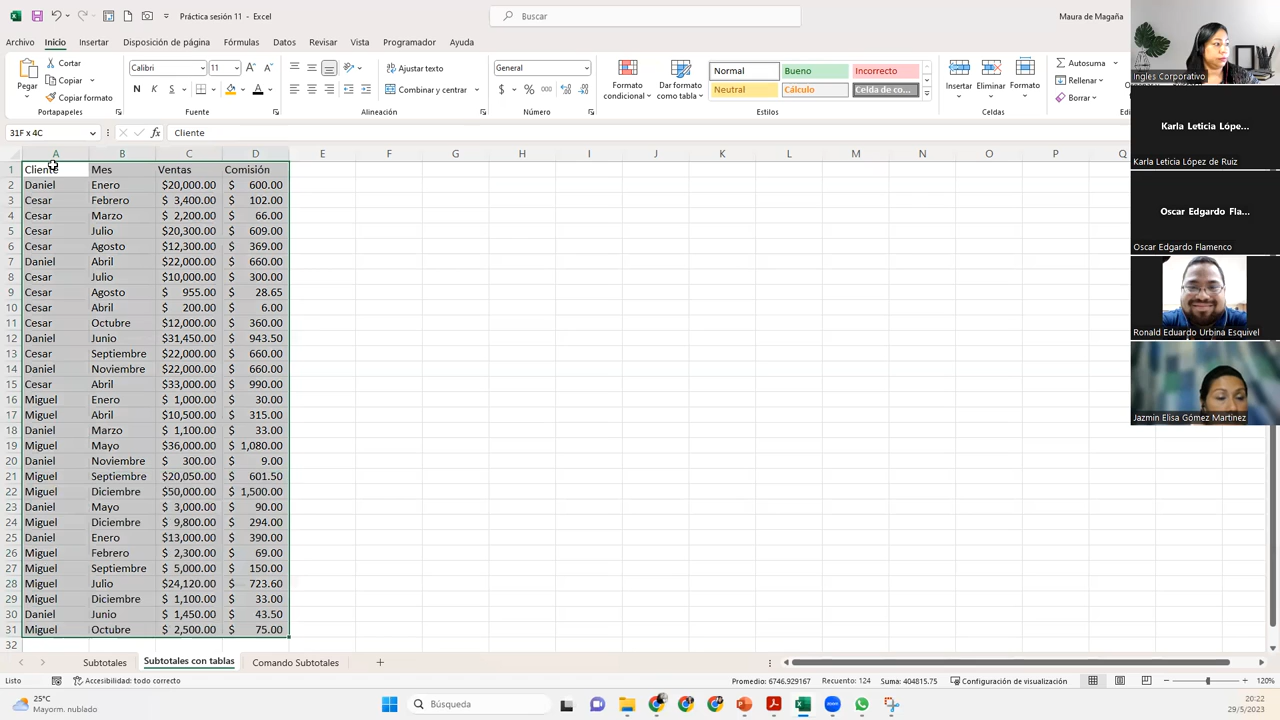 Práctica sesión 11 - Excel
Buscar
Maura de Magaña
Archivo Inicio Insertar Disposición de página Fórmulas Datos Revisar Vista Programador Ayuda
Pegar
Cortar
Copiar
Copiar formato
Portapapeles
Calibri 11
N K S
Fuente
Ajustar texto
Combinar y centrar
Alineación
General
Número
Formato condicional
Dar formato como tabla
Normal Bueno Incorrecto
Neutral Cálculo Celda de co...
Estilos
Insertar Eliminar Formato
Celdas
Autosuma
Rellenar
Borrar
31F x 4C
Cliente
A B C D E F G H I J K L M N O P Q
1 Cliente Mes Ventas Comisión
2 Daniel Enero $20,000.00 $ 600.00
3 Cesar Febrero $ 3,400.00 $ 102.00
4 Cesar Marzo $ 2,200.00 $ 66.00
5 Cesar Julio $20,300.00 $ 609.00
6 Cesar Agosto $12,300.00 $ 369.00
7 Daniel Abril $22,000.00 $ 660.00
8 Cesar Julio $10,000.00 $ 300.00
9 Cesar Agosto $ 955.00 $ 28.65
10 Cesar Abril $ 200.00 $ 6.00
11 Cesar Octubre $12,000.00 $ 360.00
12 Daniel Junio $31,450.00 $ 943.50
13 Cesar Septiembre $22,000.00 $ 660.00
14 Daniel Noviembre $22,000.00 $ 660.00
15 Cesar Abril $33,000.00 $ 990.00
16 Miguel Enero $ 1,000.00 $ 30.00
17 Miguel Abril $10,500.00 $ 315.00
18 Daniel Marzo $ 1,100.00 $ 33.00
19 Miguel Mayo $36,000.00 $ 1,080.00
20 Daniel Noviembre $ 300.00 $ 9.00
21 Miguel Septiembre $20,050.00 $ 601.50
22 Miguel Diciembre $50,000.00 $ 1,500.00
23 Daniel Mayo $ 3,000.00 $ 90.00
24 Miguel Diciembre $ 9,800.00 $ 294.00
25 Daniel Enero $13,000.00 $ 390.00
26 Miguel Febrero $ 2,300.00 $ 69.00
27 Miguel Septiembre $ 5,000.00 $ 150.00
28 Miguel Julio $24,120.00 $ 723.60
29 Miguel Diciembre $ 1,100.00 $ 33.00
30 Daniel Junio $ 1,450.00 $ 43.50
31 Miguel Octubre $ 2,500.00 $ 75.00
32
Subtotales Subtotales con tablas Comando Subtotales
Listo Accesibilidad: todo correcto Promedio: 6746.929167 Recuento: 124 Suma: 404815.75 Configuración de visualización 120%
25°C
Mayorm. nublado
Búsqueda
20:22
29/5/2023
Ingles Corporativo
Karla Leticia Lópe...
Karla Leticia López de Ruiz
Oscar Edgardo Fla...
Oscar Edgardo Flamenco
Ronald Eduardo Urbina Esquivel
Jazmin Elisa Gómez Martinez